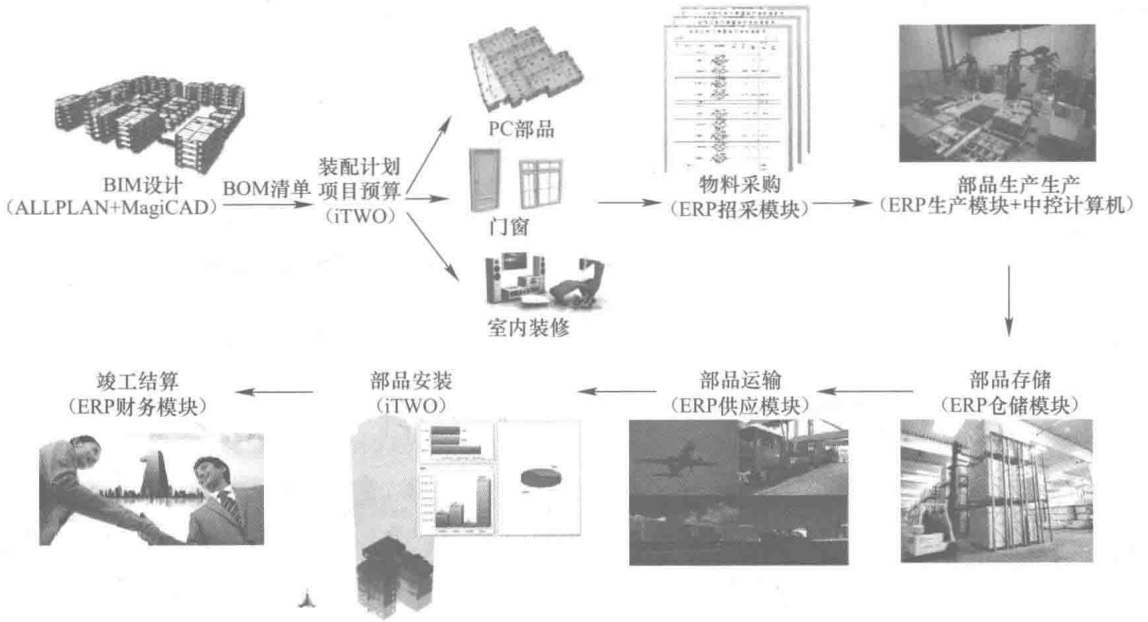 BIM设计
(ALLPLAN+MagiCAD)
BOM清单
装配计划
项目预算
(iTWO)
PC部品
门窗
室内装修
物料采购
(ERP招采模块)
部品生产生产
(ERP生产模块+中控计算机)
竣工结算
(ERP财务模块)
部品安装
(iTWO)
部品运输
(ERP供应模块)
部品存储
(ERP仓储模块)